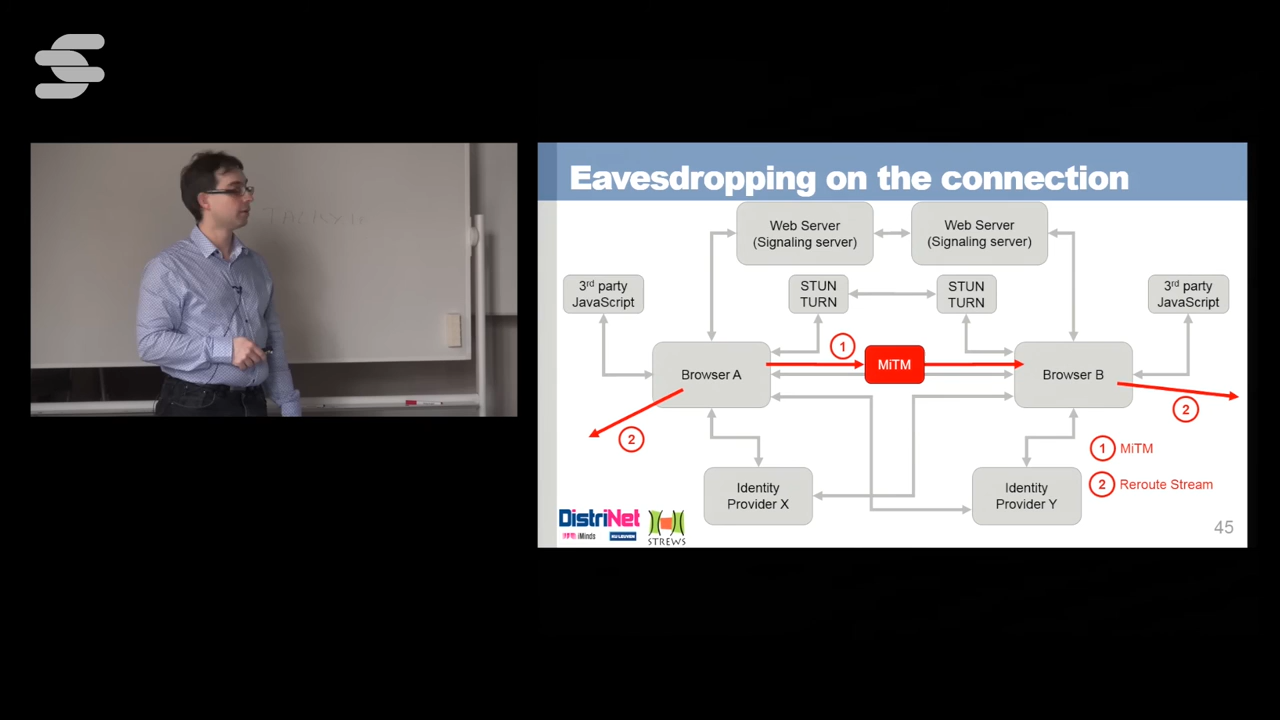 Eavesdropping on the connection
Web Server
(Signaling server)
Web Server
(Signaling server)
3rd party
JavaScript
STUN
TURN
STUN
TURN
3rd party
JavaScript
1
MiTM
Browser A
Browser B
2
2
1 MiTM
2 Reroute Stream
Identity
Provider X
Identity
Provider Y
DistriNet
iMinds
KU LEUVEN
STREWS
45